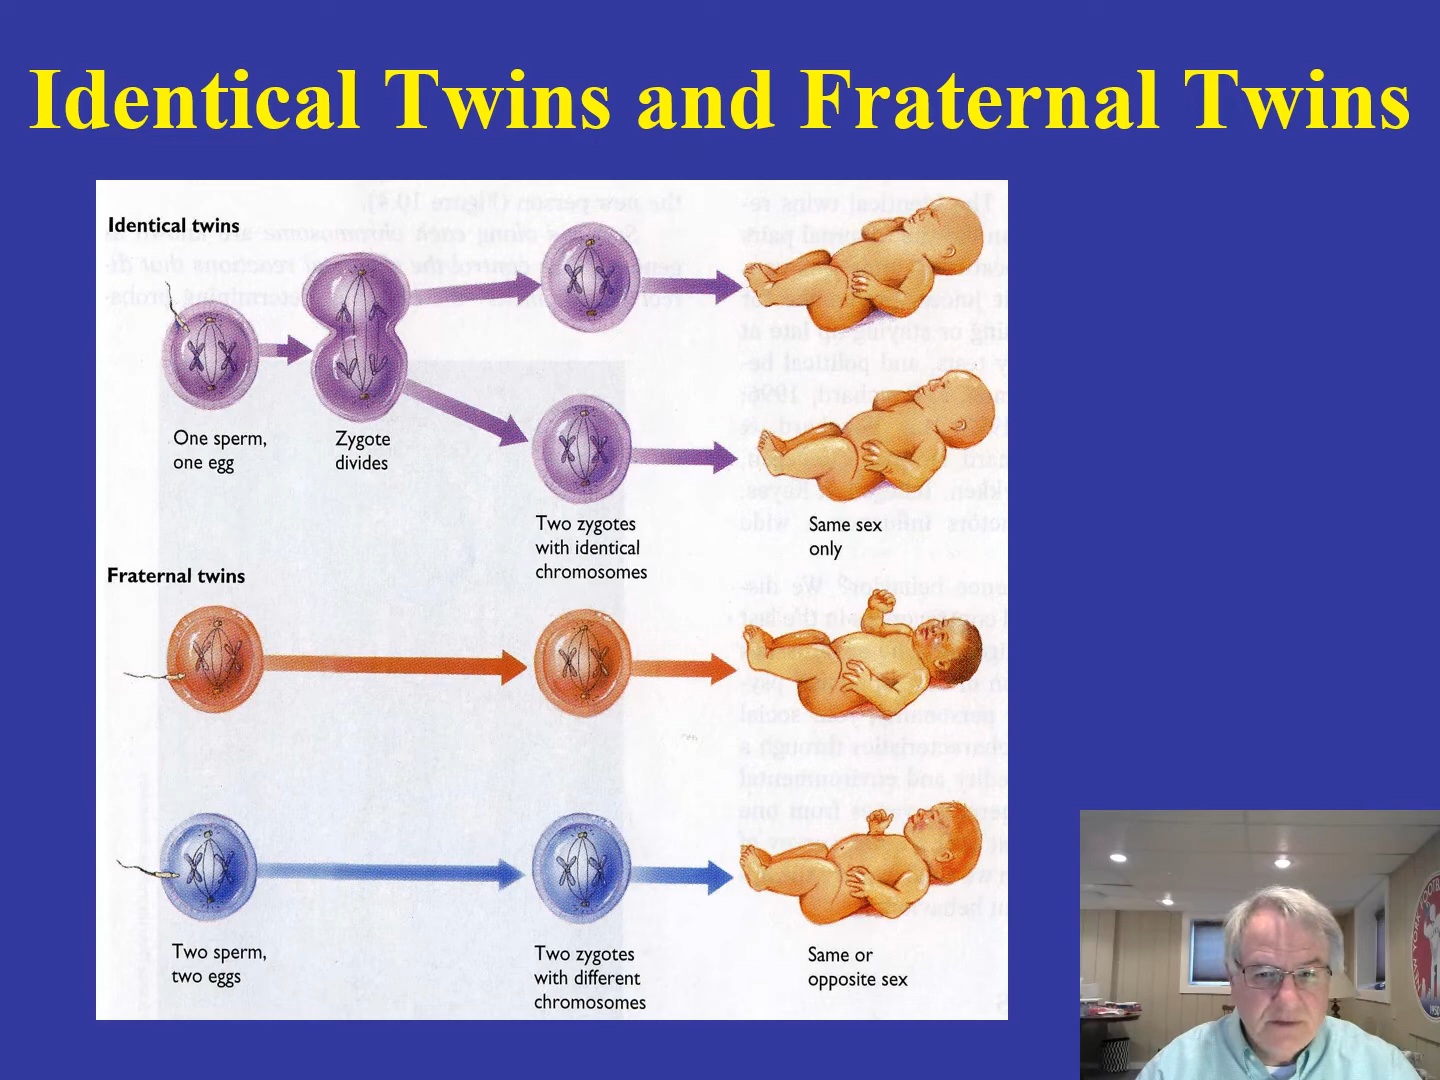 Identical Twins and Fraternal Twins
Identical twins
One sperm,
one egg
Zygote
divides
Two zygotes
with identical
chromosomes
Same sex
only
Fraternal twins
Two sperm,
two eggs
Two zygotes
with different
chromosomes
Same or
opposite sex